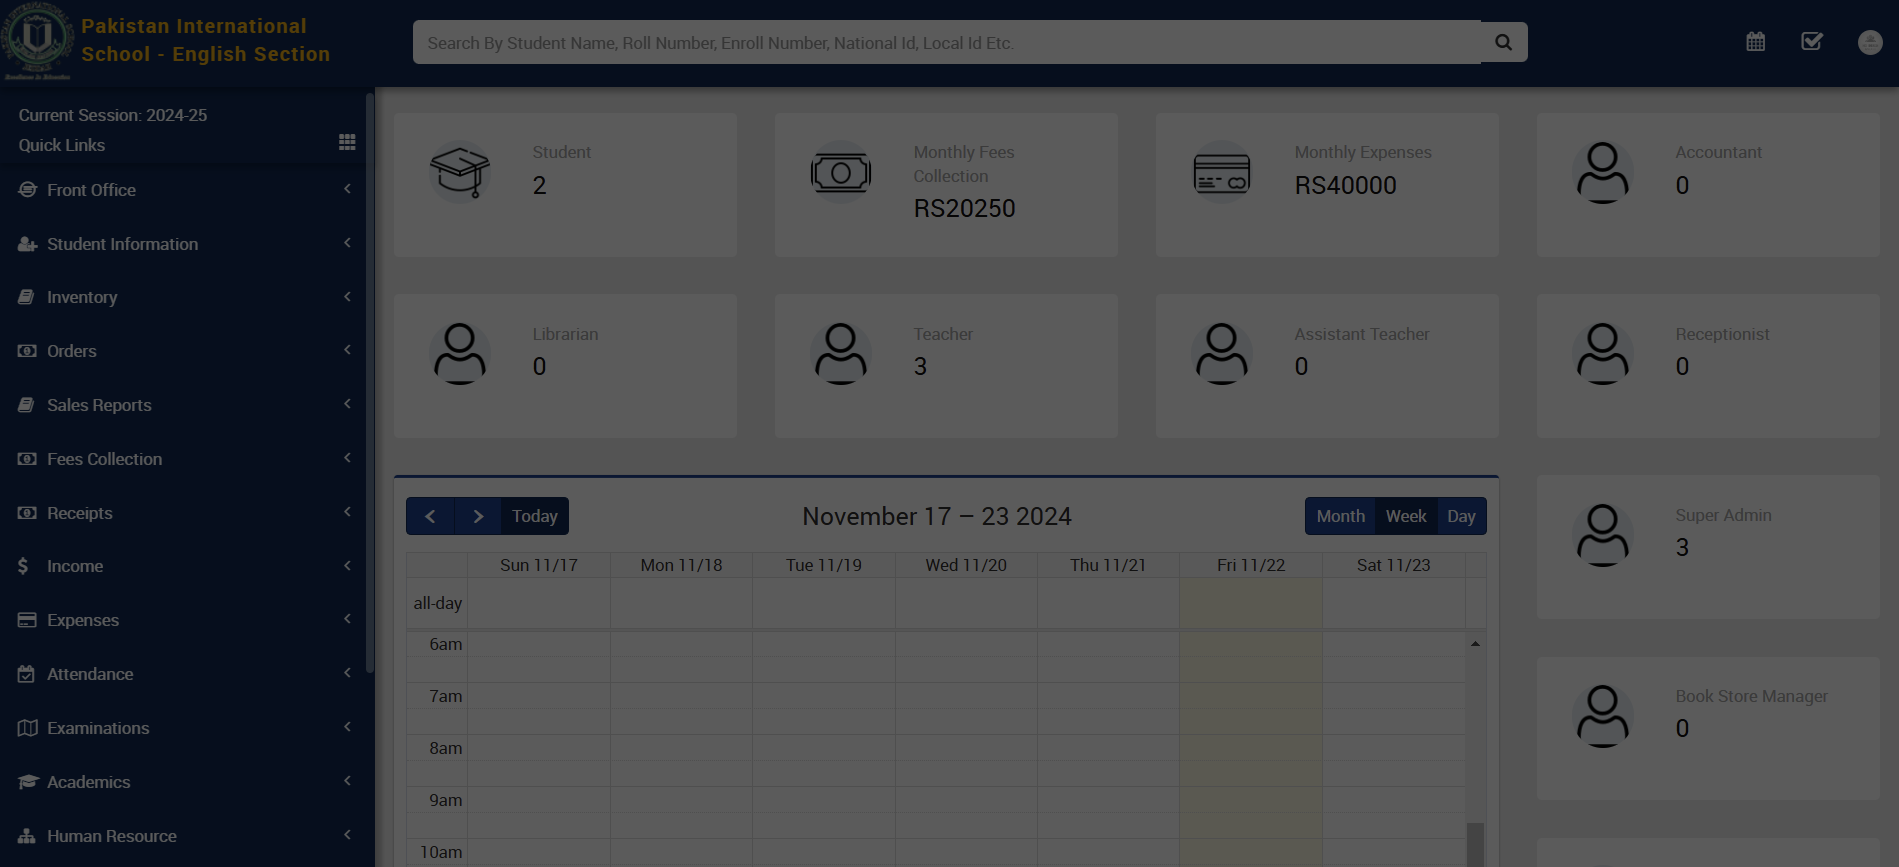 Pakistan International
School - English Section
Search By Student Name, Roll Number, Enroll Number, National Id, Local Id Etc.
Current Session: 2024-25
Quick Links
Front Office
Student Information
Inventory
Orders
Sales Reports
Fees Collection
Receipts
Income
Expenses
Attendance
Examinations
Academics
Human Resource
Student
2
Monthly Fees
Collection
RS20250
Monthly Expenses
RS40000
Accountant
0
Librarian
0
Teacher
3
Assistant Teacher
0
Receptionist
0
Today
November 17 – 23 2024
Month Week Day
Sun 11/17 Mon 11/18 Tue 11/19 Wed 11/20 Thu 11/21 Fri 11/22 Sat 11/23
all-day
6am
7am
8am
9am
10am
Super Admin
3
Book Store Manager
0